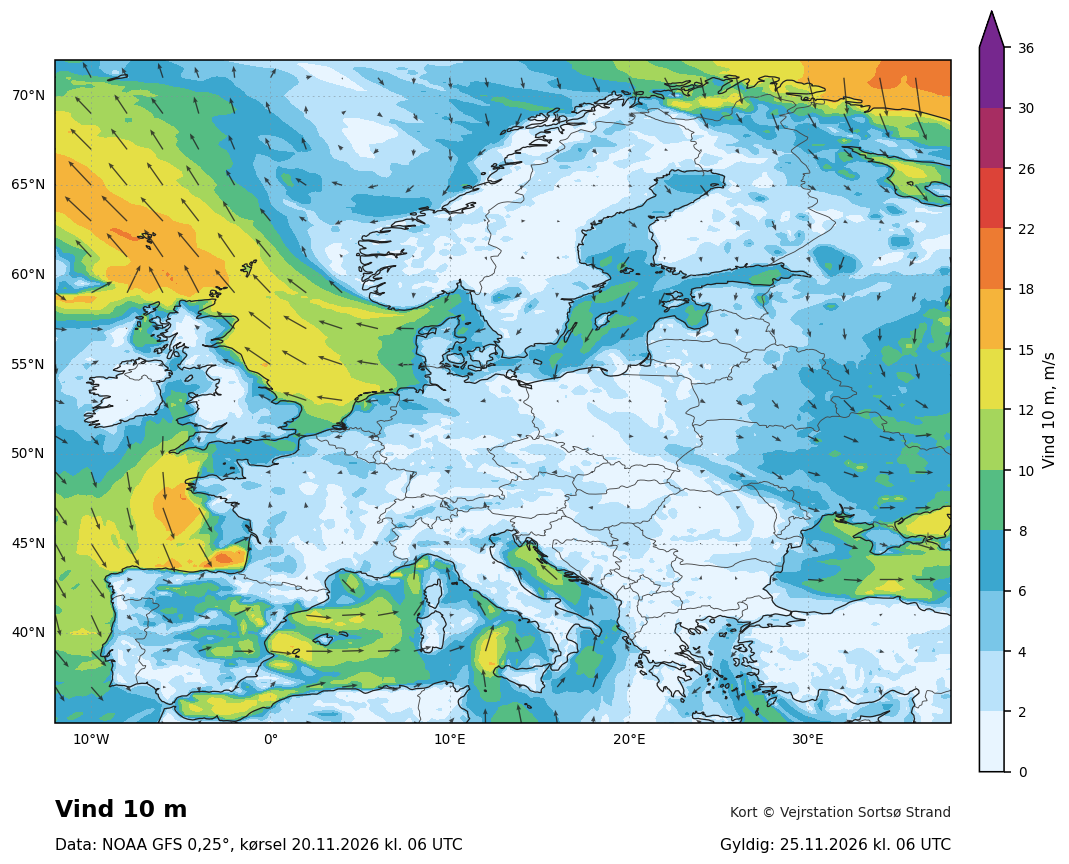 36
30
26
22
18
15
12
10
8
6
4
2
0
Vind 10 m, m/s
70°N
65°N
60°N
55°N
50°N
45°N
40°N
10°W
0°
10°E
20°E
30°E
Vind 10 m
Kort © Vejrstation Sortsø Strand
Data: NOAA GFS 0,25°, kørsel 20.11.2026 kl. 06 UTC
Gyldig: 25.11.2026 kl. 06 UTC